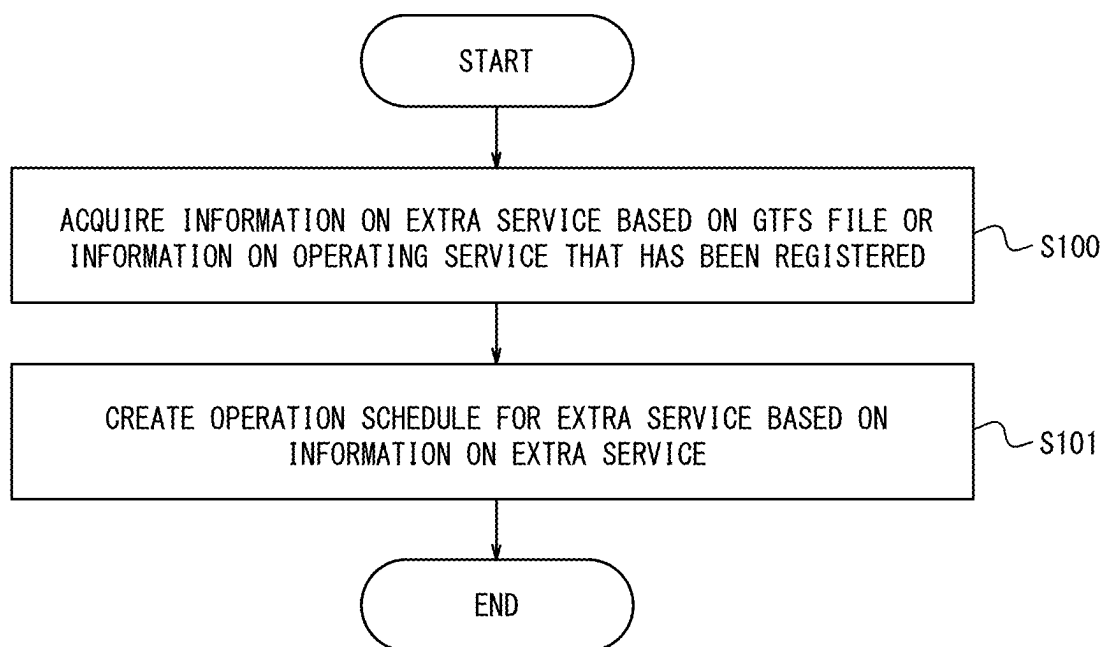 START
ACQUIRE INFORMATION ON EXTRA SERVICE BASED ON GTFS FILE OR
INFORMATION ON OPERATING SERVICE THAT HAS BEEN REGISTERED
S100
CREATE OPERATION SCHEDULE FOR EXTRA SERVICE BASED ON
INFORMATION ON EXTRA SERVICE
S101
END